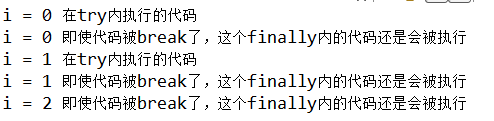 i = 0 在try内执行的代码
i = 0 即使代码被break了，这个finally内的代码还是会被执行
i = 1 在try内执行的代码
i = 1 即使代码被break了，这个finally内的代码还是会被执行
i = 2 即使代码被break了，这个finally内的代码还是会被执行